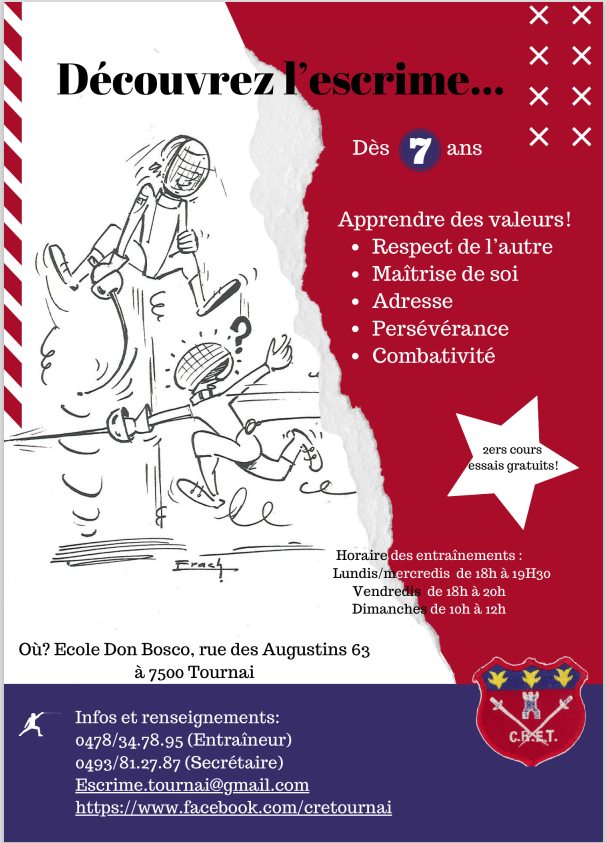 Découvrez l'escrime...
Dès 7 ans
Apprendre des valeurs!
• Respect de l'autre
• Maîtrise de soi
• Adresse
• Persévérance
• Combativité
?
2ers cours
essais gratuits!
Horaire des entraînements :
Lundis/mercredis de 18h à 19H30
Vendredis de 18h à 20h
Dimanches de 10h à 12h
Frach
Où? Ecole Don Bosco, rue des Augustins 63
à 7500 Tournai
C.R.E.T.
Infos et renseignements:
0478/34.78.95 (Entraîneur)
0493/81.27.87 (Secrétaire)
Escrime.tournai@gmail.com
https://www.facebook.com/cretournai